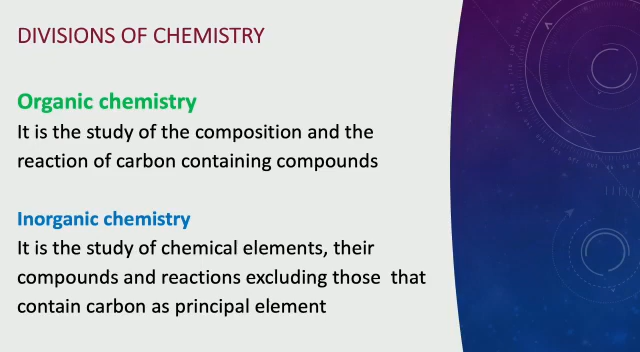 DIVISIONS OF CHEMISTRY
Organic chemistry
It is the study of the composition and the
reaction of carbon containing compounds
Inorganic chemistry
It is the study of chemical elements, their
compounds and reactions excluding those  that
contain carbon as principal element